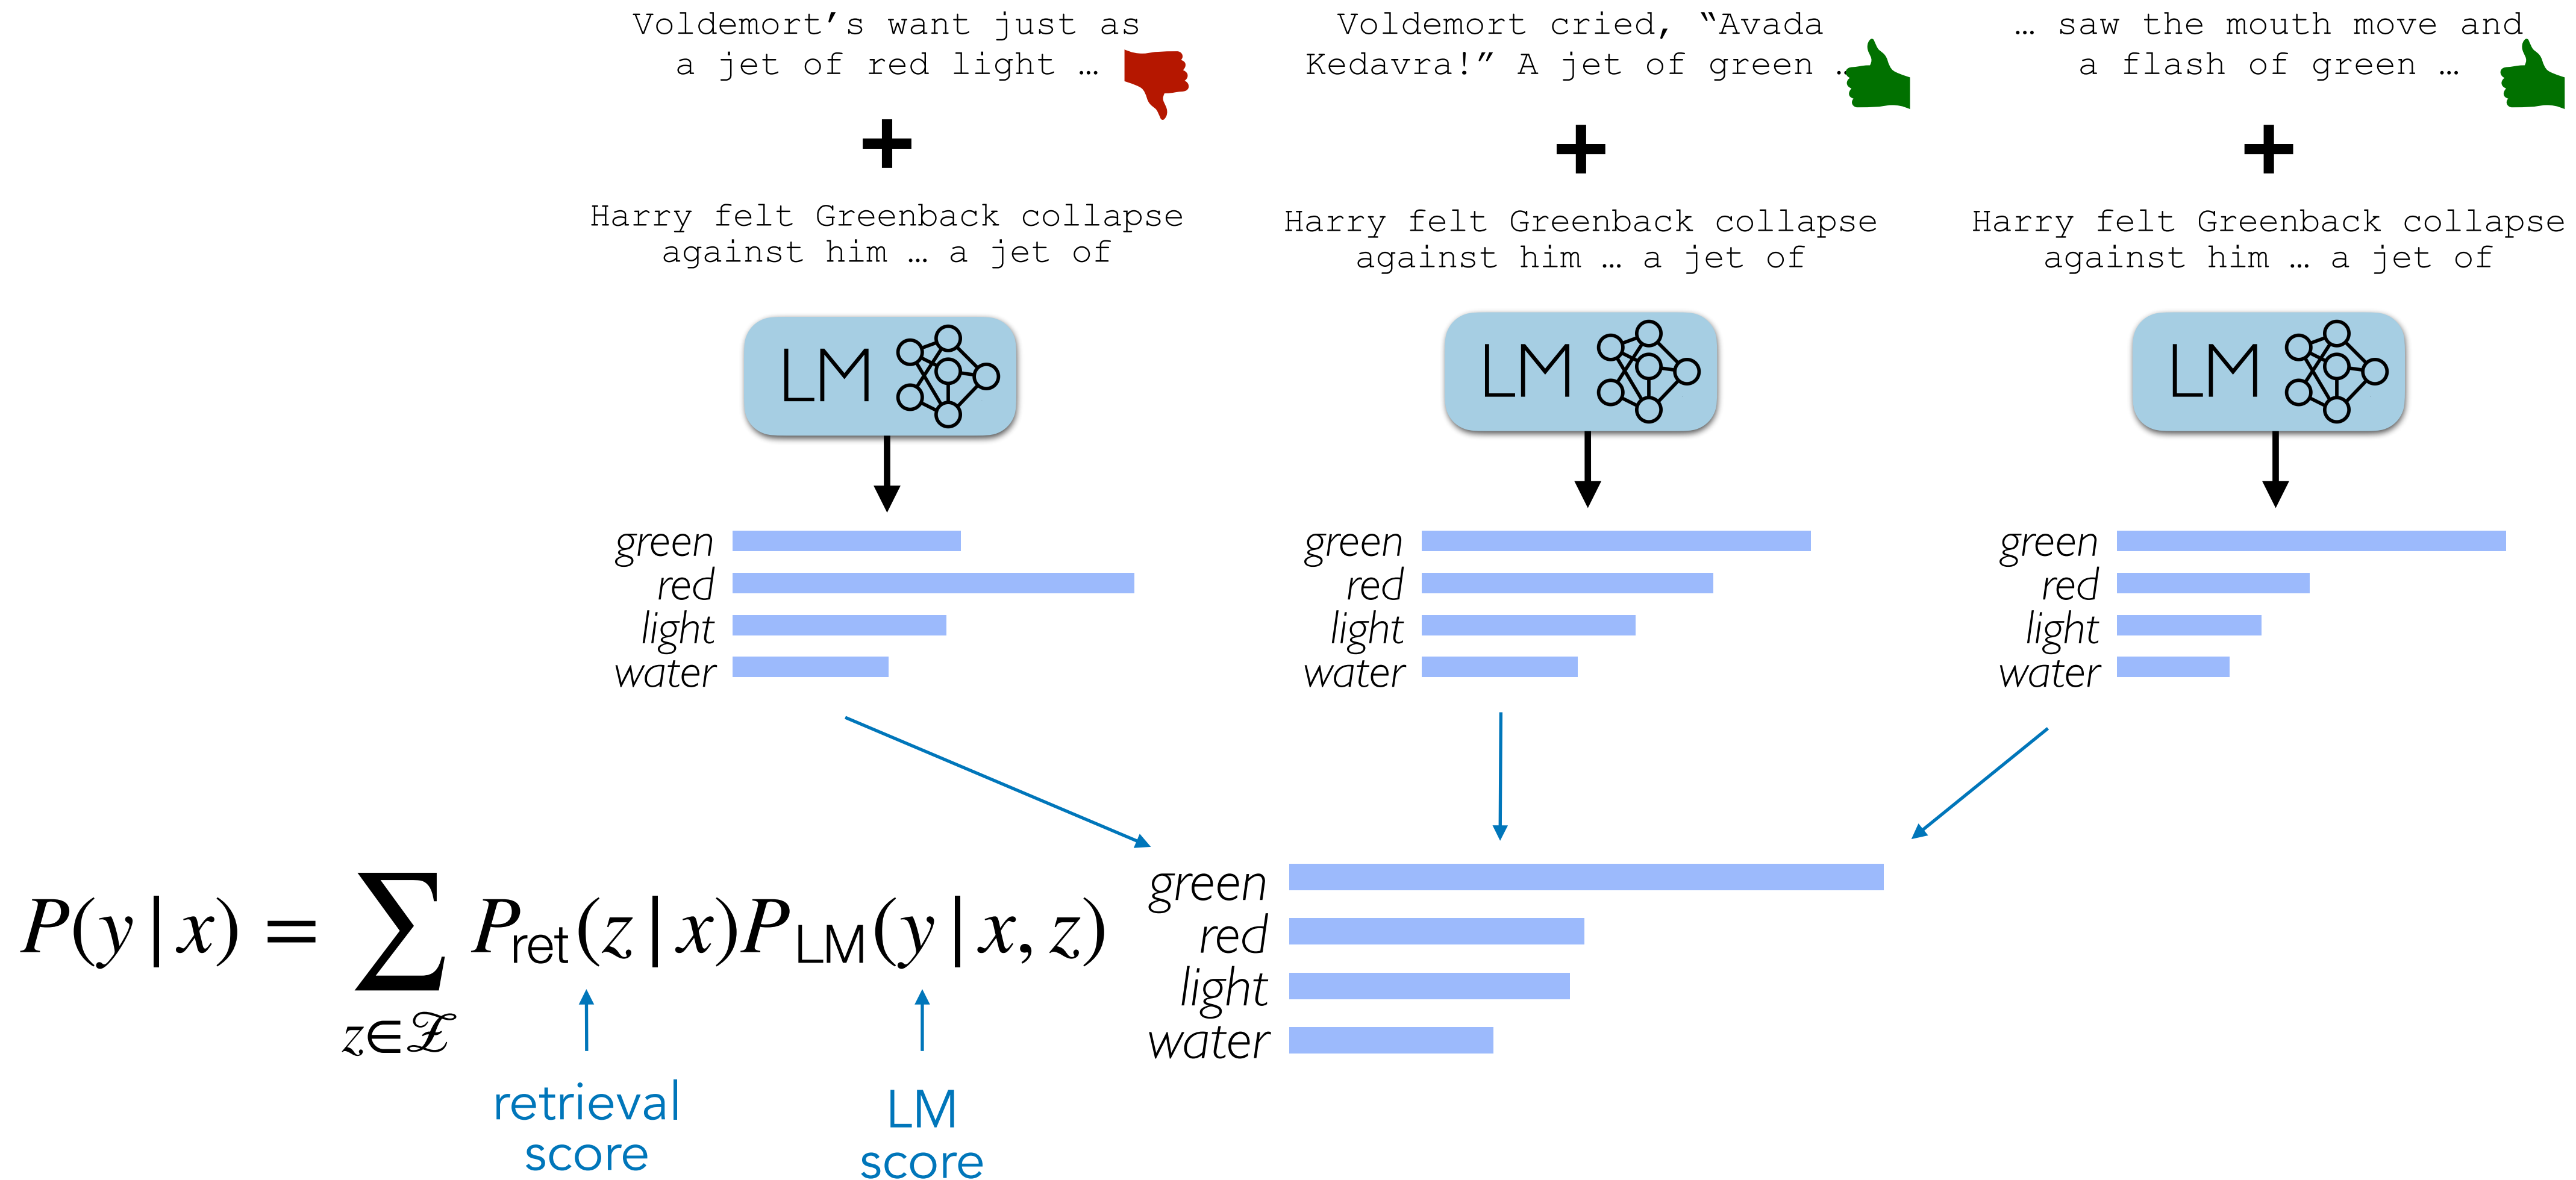 Voldemort’s want just as
a jet of red light …
+
Harry felt Greenback collapse
against him … a jet of
LM
green
red
light
water
Voldemort cried, “Avada
Kedavra!” A jet of green …
+
Harry felt Greenback collapse
against him … a jet of
LM
green
red
light
water
… saw the mouth move and
a flash of green …
+
Harry felt Greenback collapse
against him … a jet of
LM
green
red
light
water
P(y|x) = ∑ z∈𝒵 P_ret(z|x)P_LM(y|x, z)
retrieval
score
LM
score
green
red
light
water